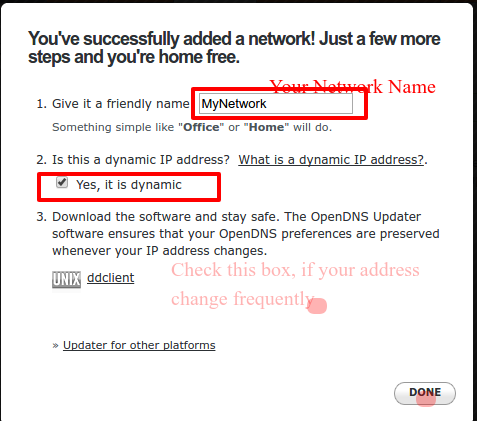 You've successfully added a network! Just a few more
steps and you're home free.
Your Network Name
1. Give it a friendly name: MyNetwork
Something simple like "Office" or "Home" will do.
2. Is this a dynamic IP address? What is a dynamic IP address?.
Yes, it is dynamic
3. Download the software and stay safe. The OpenDNS Updater
software ensures that your OpenDNS preferences are preserved
whenever your IP address changes.
UNIX ddclient
Check this box, if your address
change frequently
» Updater for other platforms
DONE